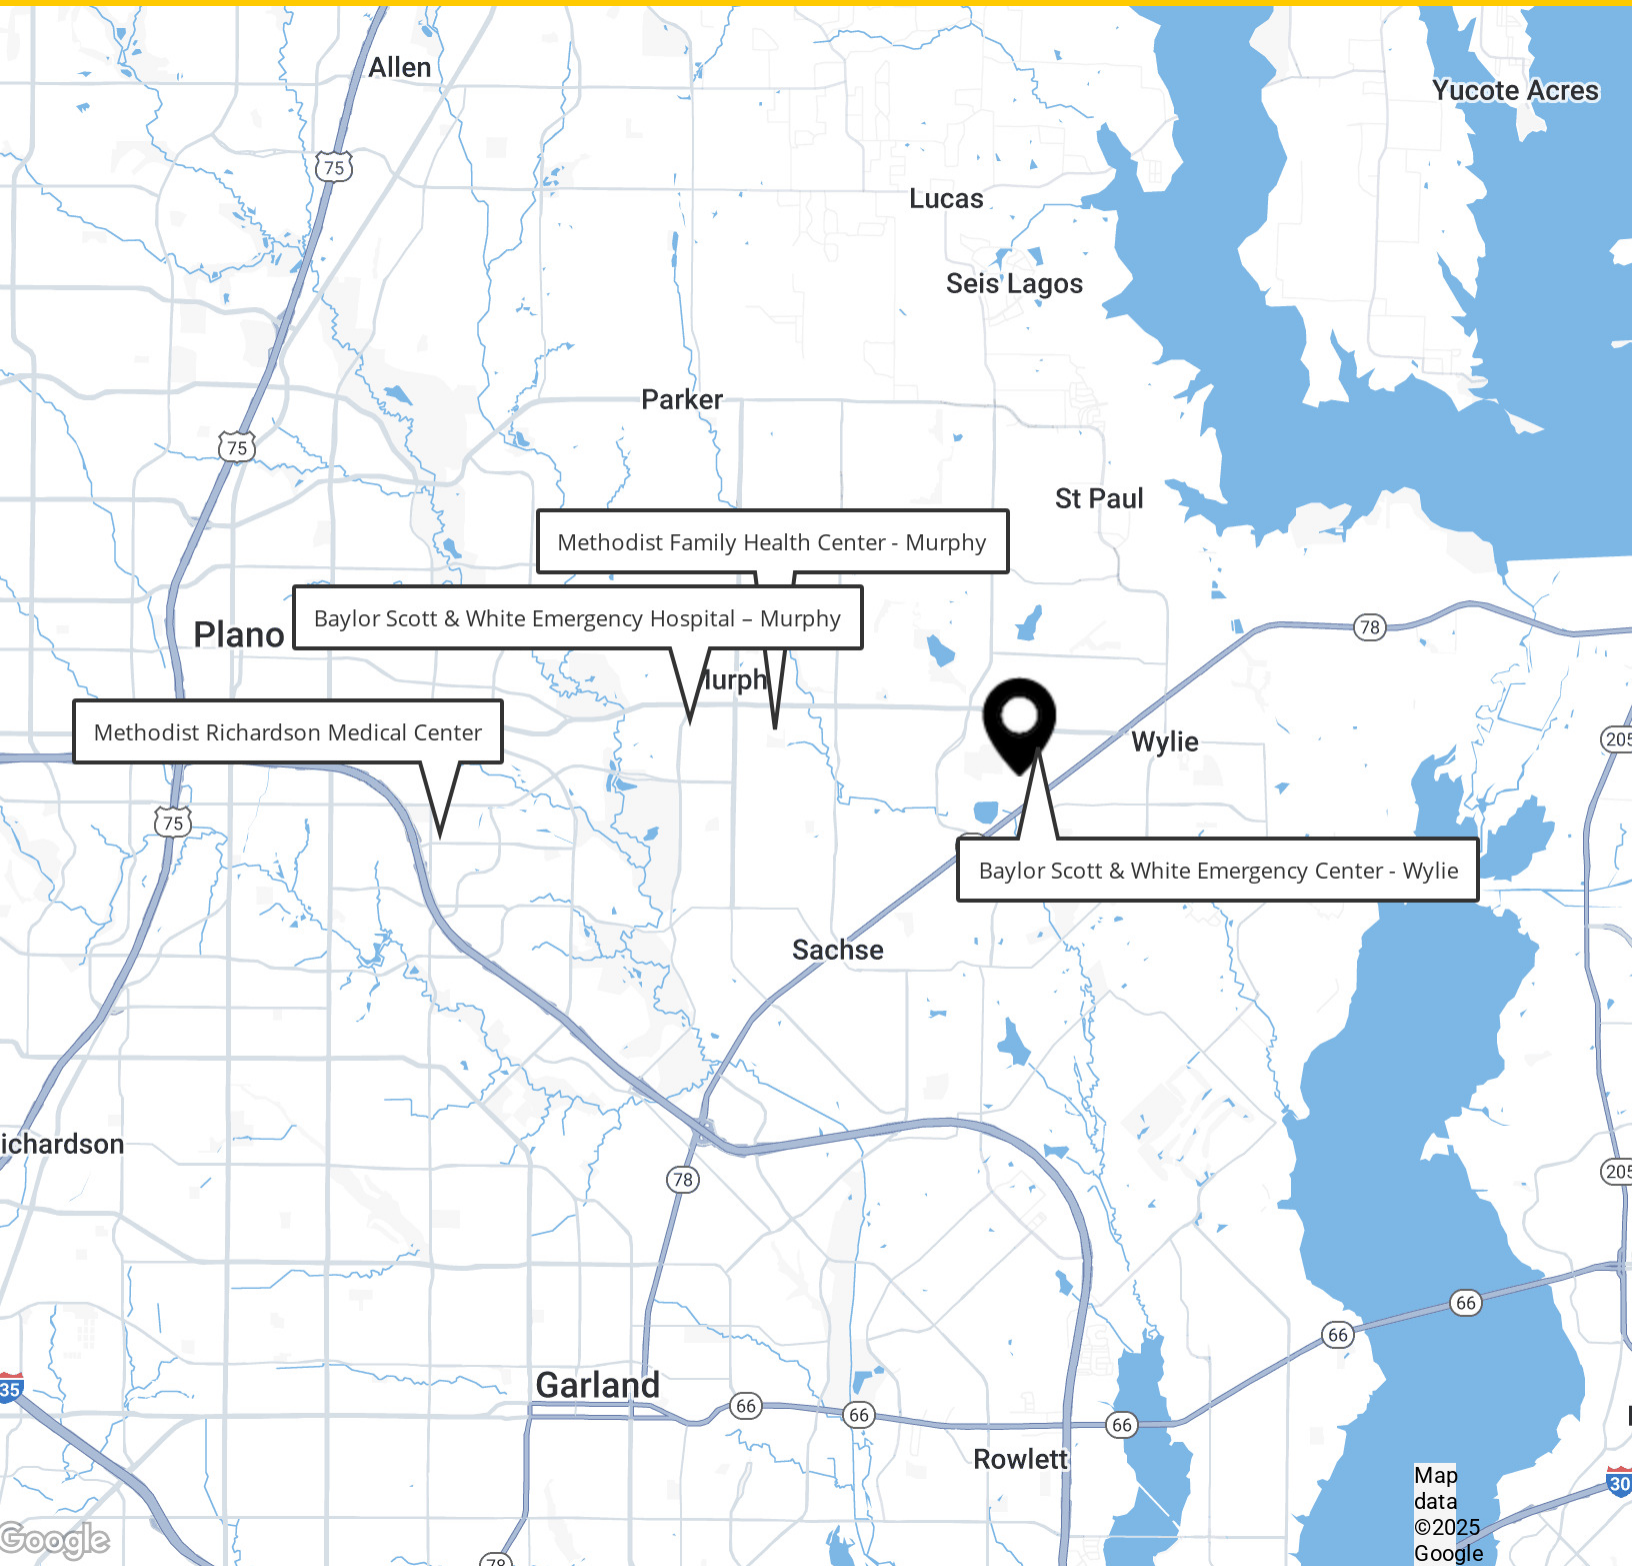 Allen
Yucote Acres
75
Lucas
Seis Lagos
Parker
75
St Paul
Methodist Family Health Center - Murphy
Baylor Scott & White Emergency Hospital – Murphy
78
Plano
Methodist Richardson Medical Center
Wylie
205
75
Baylor Scott & White Emergency Center - Wylie
Sachse
ichardson
78
205
66
66
35
Garland
66
66
66
Rowlett
Map
data
©2025
Google
30
Google
78